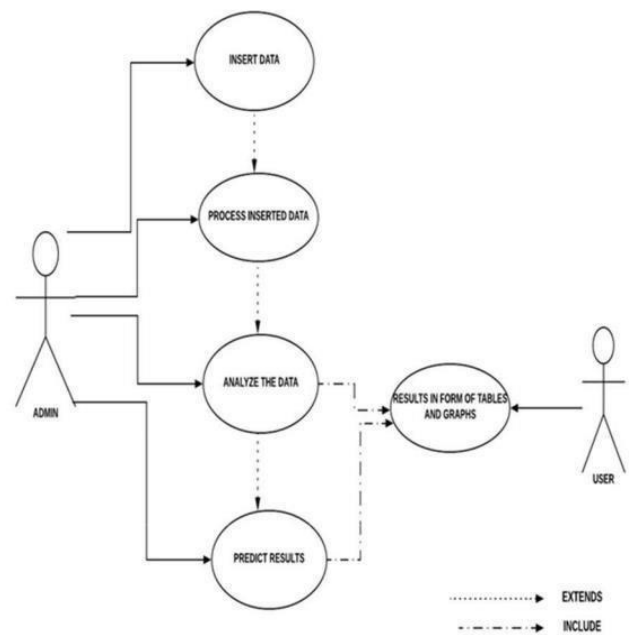 INSERT DATA
PROCESS INSERTED DATA
ANALYZE THE DATA
RESULTS IN FORM OF TABLES
AND GRAPHS
ADMIN
USER
PREDICT RESULTS
EXTENDS
INCLUDE